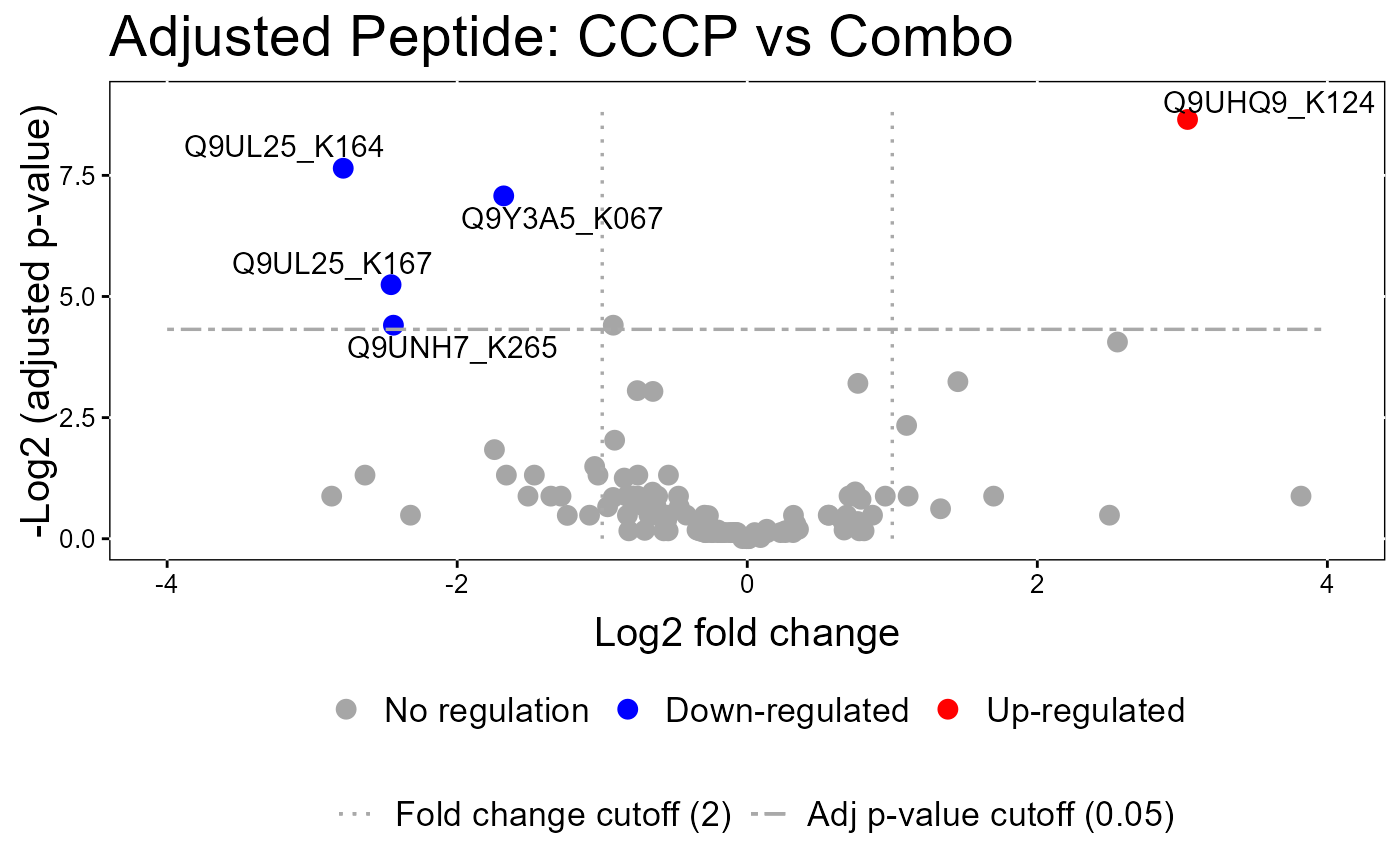 Adjusted Peptide: CCCP vs Combo
-Log2 (adjusted p-value)
Q9UHQ9_K124
Q9UL25_K164
7.5
Q9Y3A5_K067
Q9UL25_K167
5.0
Q9UNH7_K265
2.5
0.0
-4 -2 0 2 4
Log2 fold change
No regulation Down-regulated Up-regulated
Fold change cutoff (2) Adj p-value cutoff (0.05)